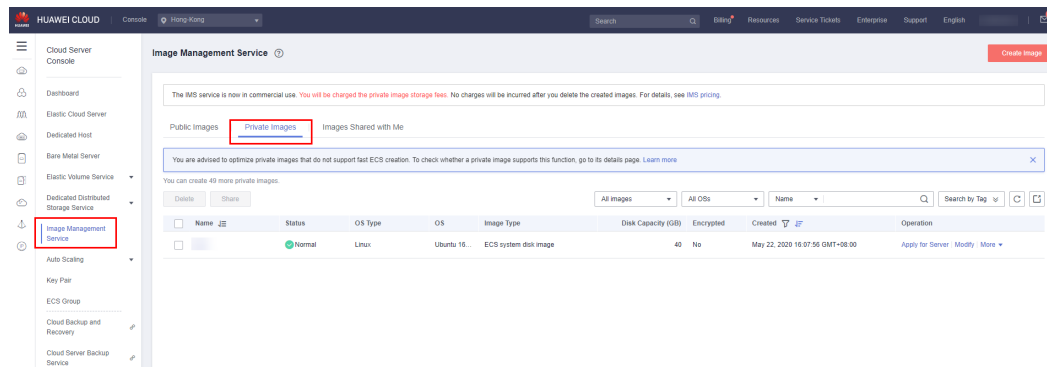 HUAWEI
HUAWEI CLOUD Console Hong-Kong Search Billing Resources Service Tickets Enterprise Support English
Cloud Server
Console
Image Management Service
Create Image
Dashboard
Elastic Cloud Server
Dedicated Host
Bare Metal Server
Elastic Volume Service
Dedicated Distributed
Storage Service
Image Management
Service
Auto Scaling
Key Pair
ECS Group
Cloud Backup and
Recovery
Cloud Server Backup
Service
The IMS service is now in commercial use. You will be charged the private image storage fees. No charges will be incurred after you delete the created images. For details, see IMS pricing.
Public Images Private Images Images Shared with Me
You are advised to optimize private images that do not support fast ECS creation. To check whether a private image supports this function, go to its details page. Learn more
You can create 49 more private images.
Delete Share All images All OSs Name Search by Tag
Name Status OS Type OS Image Type Disk Capacity (GB) Encrypted Created Operation
Normal Linux Ubuntu 16... ECS system disk image 40 No May 22, 2020 16:07:56 GMT+08:00 Apply for Server Modify More